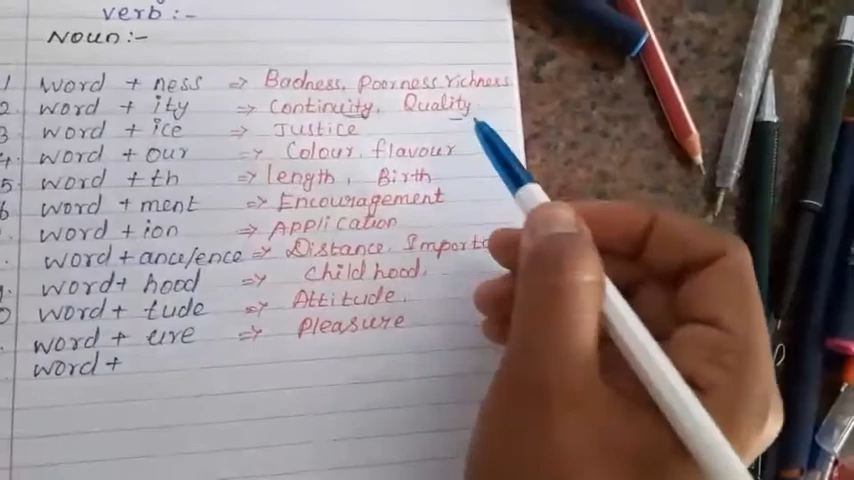 verb :-
Noun :-
1 word + ness => Badness, Poorness, richness
2. word + ity => Continuity, Quality
3 word + ice => Justice
4. word + our => Colour, flavour
5 word + th => length, Birth
6 word + ment => Encouragement
word + ion => Application
word + ance/ence => Distance,
word + hood => Childhood,
word + tude => Attitude,
word + ure => Pleasure
word +